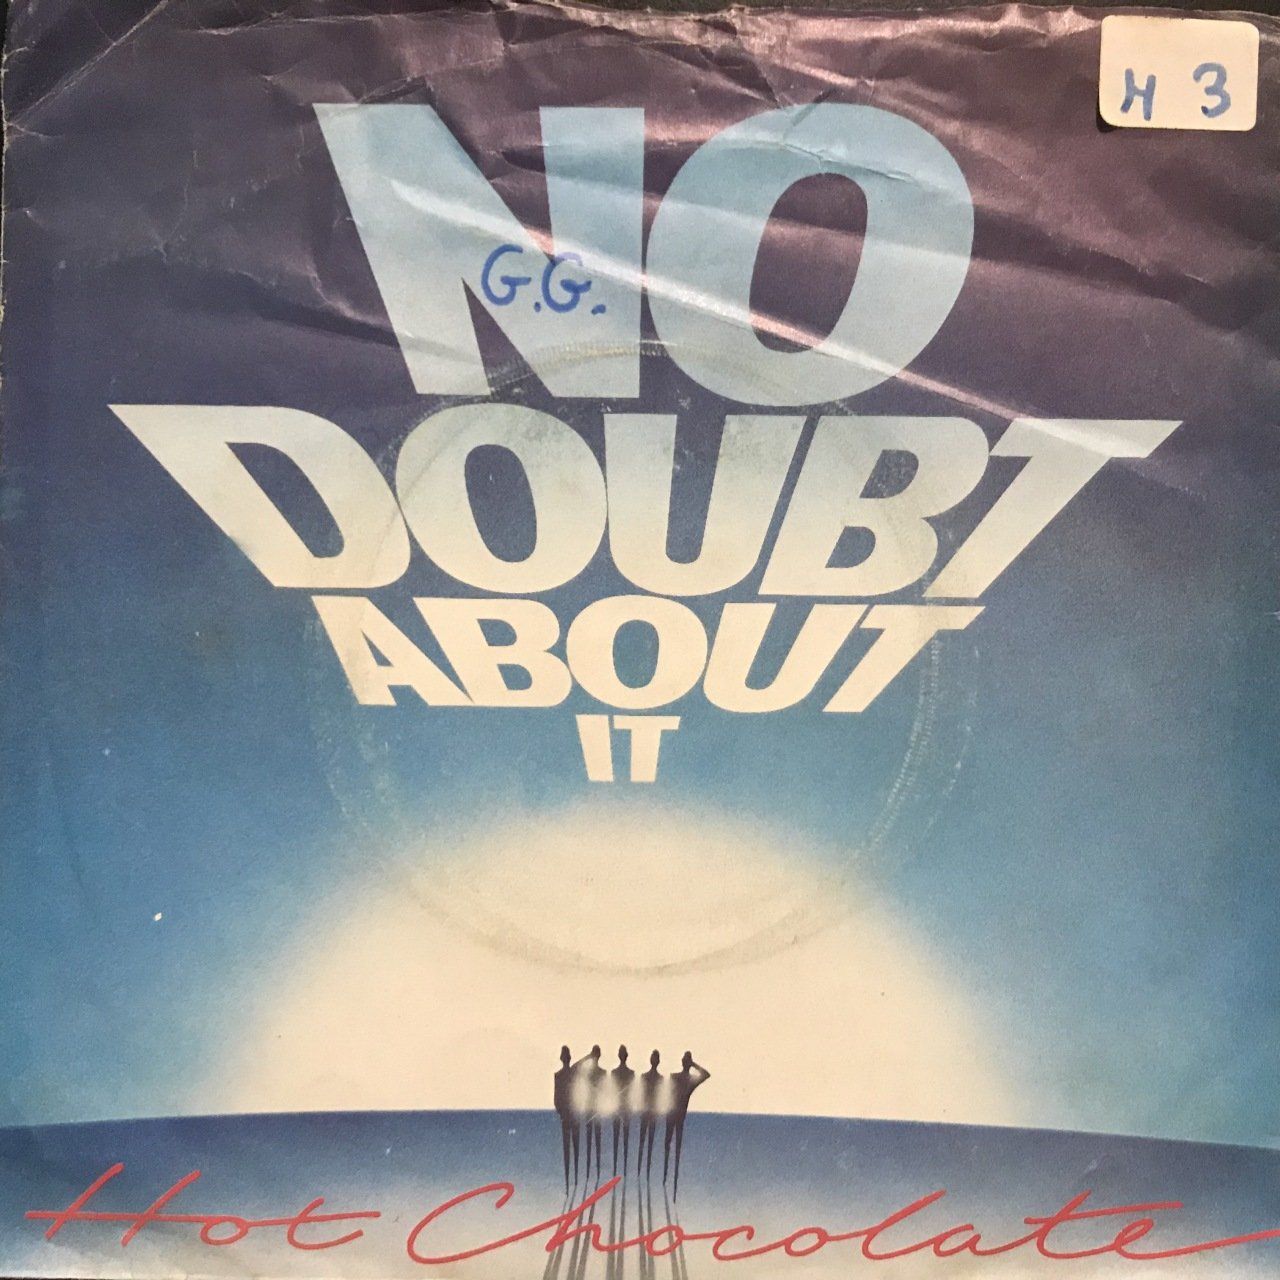 и 3
NO
G.G.
DOUBT
ABOUT
IT
Hot Chocolate